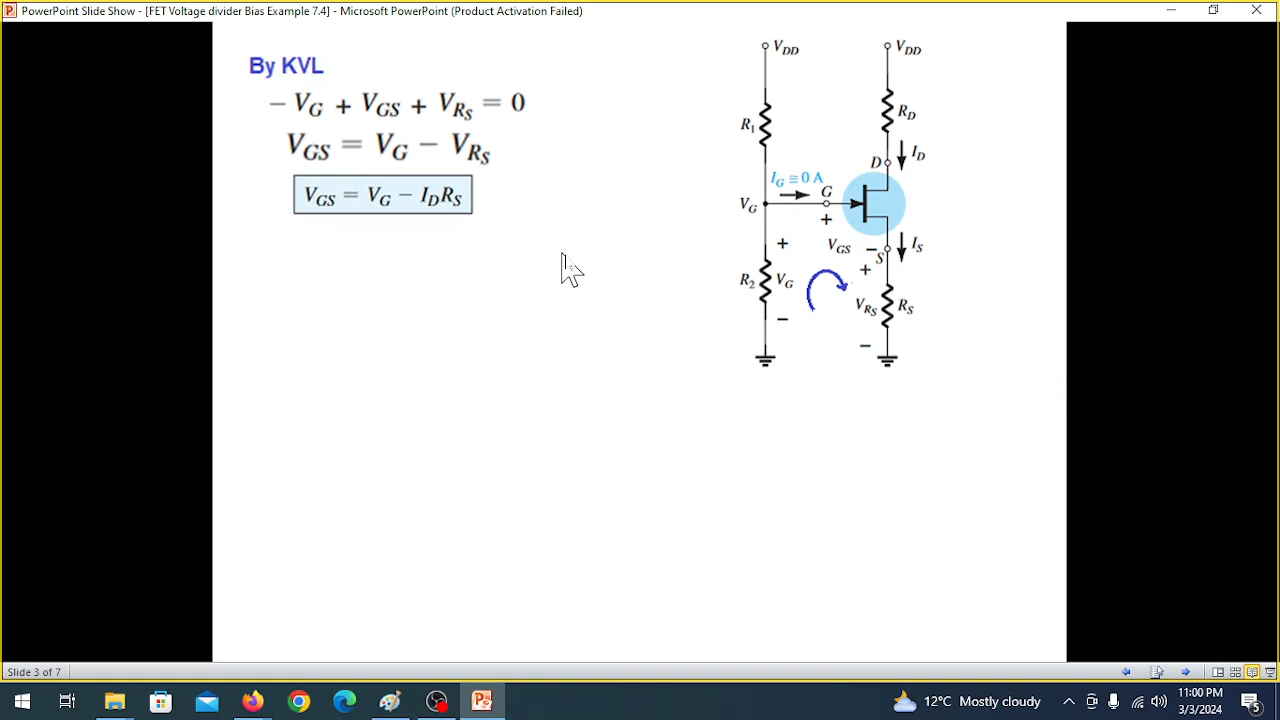 PowerPoint Slide Show - [FET Voltage divider Bias Example 7.4] - Microsoft PowerPoint (Product Activation Failed)
By KVL
− V_G + V_GS + V_RS = 0
V_GS = V_G − V_RS
V_GS = V_G − I_D R_S
V_DD
V_DD
R_1
R_D
D
I_D
I_G ≅ 0 A
G
V_G
+
+
V_GS
−
S
I_S
+
R_2
V_G
V_RS
R_S
−
−
Slide 3 of 7
12°C Mostly cloudy
11:00 PM
3/3/2024
5